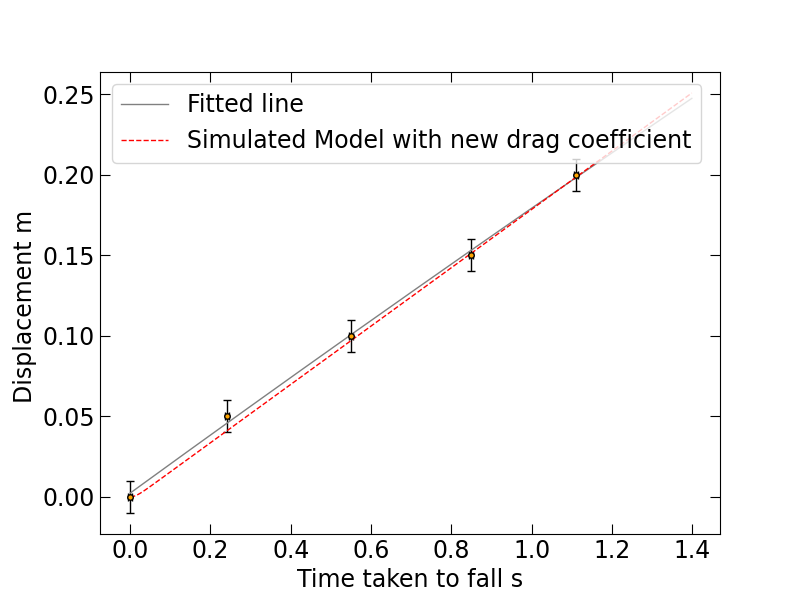 Fitted line
Simulated Model with new drag coefficient
0.25
0.20
0.15
0.10
0.05
0.00
Displacement m
0.0 0.2 0.4 0.6 0.8 1.0 1.2 1.4
Time taken to fall s